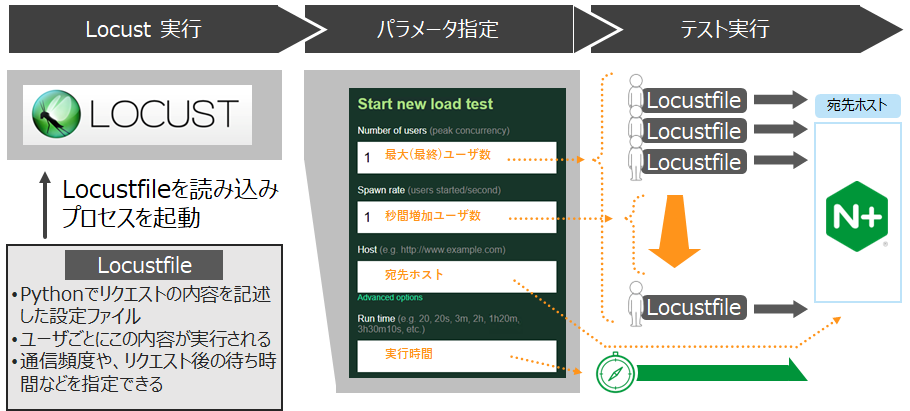 Locust 実行
パラメータ指定
テスト実行
LOCUST
Locustfileを読み込み
プロセスを起動
Locustfile
•Pythonでリクエストの内容を記述
した設定ファイル
•ユーザごとにこの内容が実行される
•通信頻度や、リクエスト後の待ち時
間などを指定できる
Start new load test
Number of users (peak concurrency)
1 最大(最終)ユーザ数
Spawn rate (users started/second)
1 秒間増加ユーザ数
Host (e.g. http://www.example.com)
宛先ホスト
Advanced options
Run time (e.g. 20, 20s, 3m, 2h, 1h20m,
3h30m10s, etc.)
実行時間
Locustfile
Locustfile
Locustfile
Locustfile
宛先ホスト
N+
®